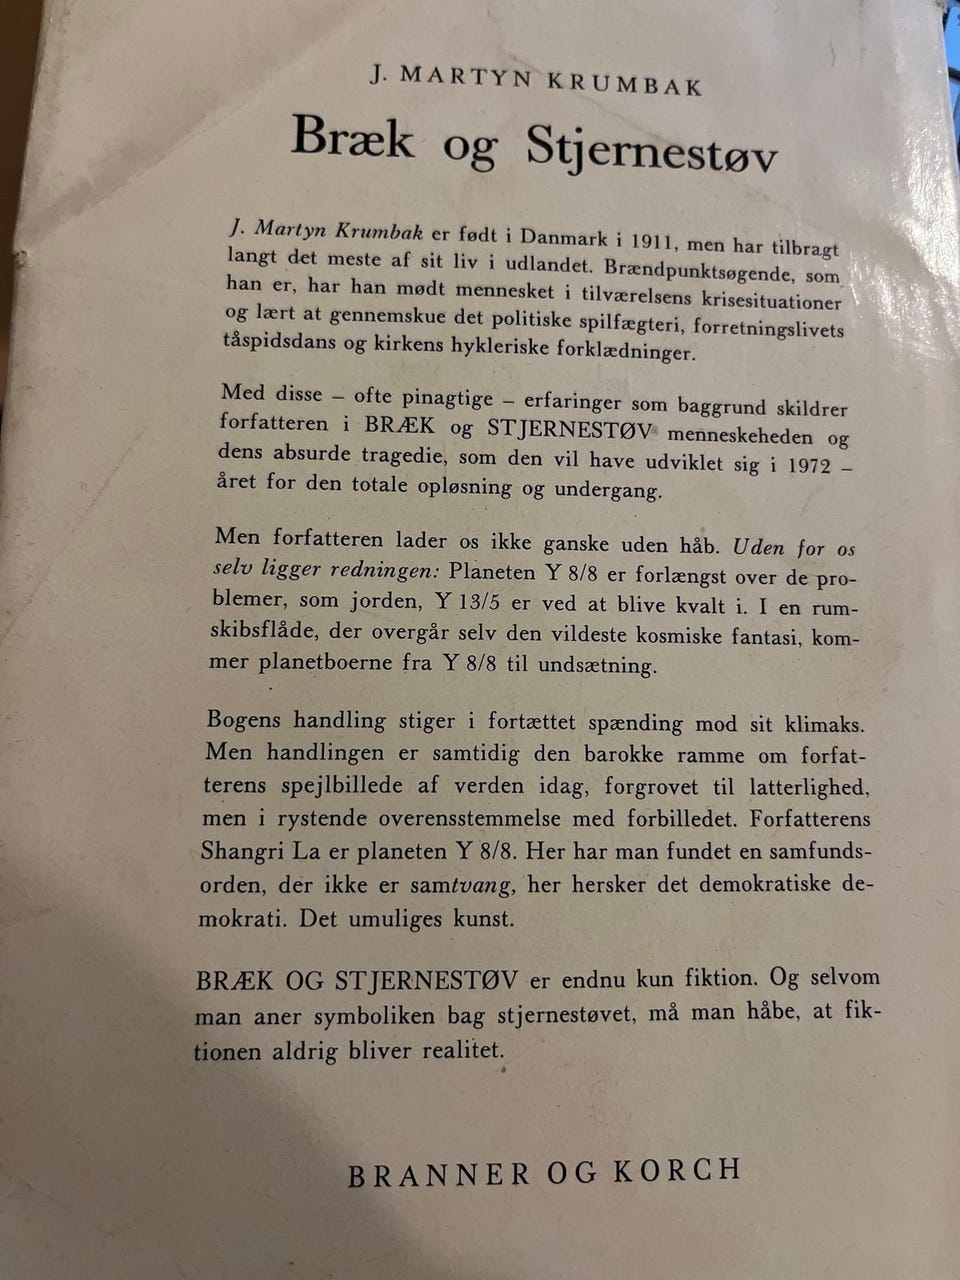 J. MARTYN KRUMBAK
Bræk og Stjernestøv
J. Martyn Krumbak er født i Danmark i 1911, men har tilbragt
langt det meste af sit liv i udlandet. Brændpunktsøgende, som
han er, har han mødt mennesket i tilværelsens krisesituationer
og lært at gennemskue det politiske spilfægteri, forretningslivets
tåspidsdans og kirkens hykleriske forklædninger.
Med disse – ofte pinagtige – erfaringer som baggrund skildrer
forfatteren i BRÆK og STJERNESTØV menneskeheden og
dens absurde tragedie, som den vil have udviklet sig i 1972 –
året for den totale opløsning og undergang.
Men forfatteren lader os ikke ganske uden håb. Uden for os
selv ligger redningen: Planeten Y 8/8 er forlængst over de pro-
blemer, som jorden, Y 13/5 er ved at blive kvalt i. I en rum-
skibsflåde, der overgår selv den vildeste kosmiske fantasi, kom-
mer planetboerne fra Y 8/8 til undsætning.
Bogens handling stiger i fortættet spænding mod sit klimaks.
Men handlingen er samtidig den barokke ramme om forfat-
terens spejlbillede af verden idag, forgrovet til latterlighed,
men i rystende overensstemmelse med forbilledet. Forfatterens
Shangri La er planeten Y 8/8. Her har man fundet en samfunds-
orden, der ikke er samtvang, her hersker det demokratiske de-
mokrati. Det umuliges kunst.
BRÆK OG STJERNESTØV er endnu kun fiktion. Og selvom
man aner symboliken bag stjernestøvet, må man håbe, at fik-
tionen aldrig bliver realitet.
BRANNER OG KORCH